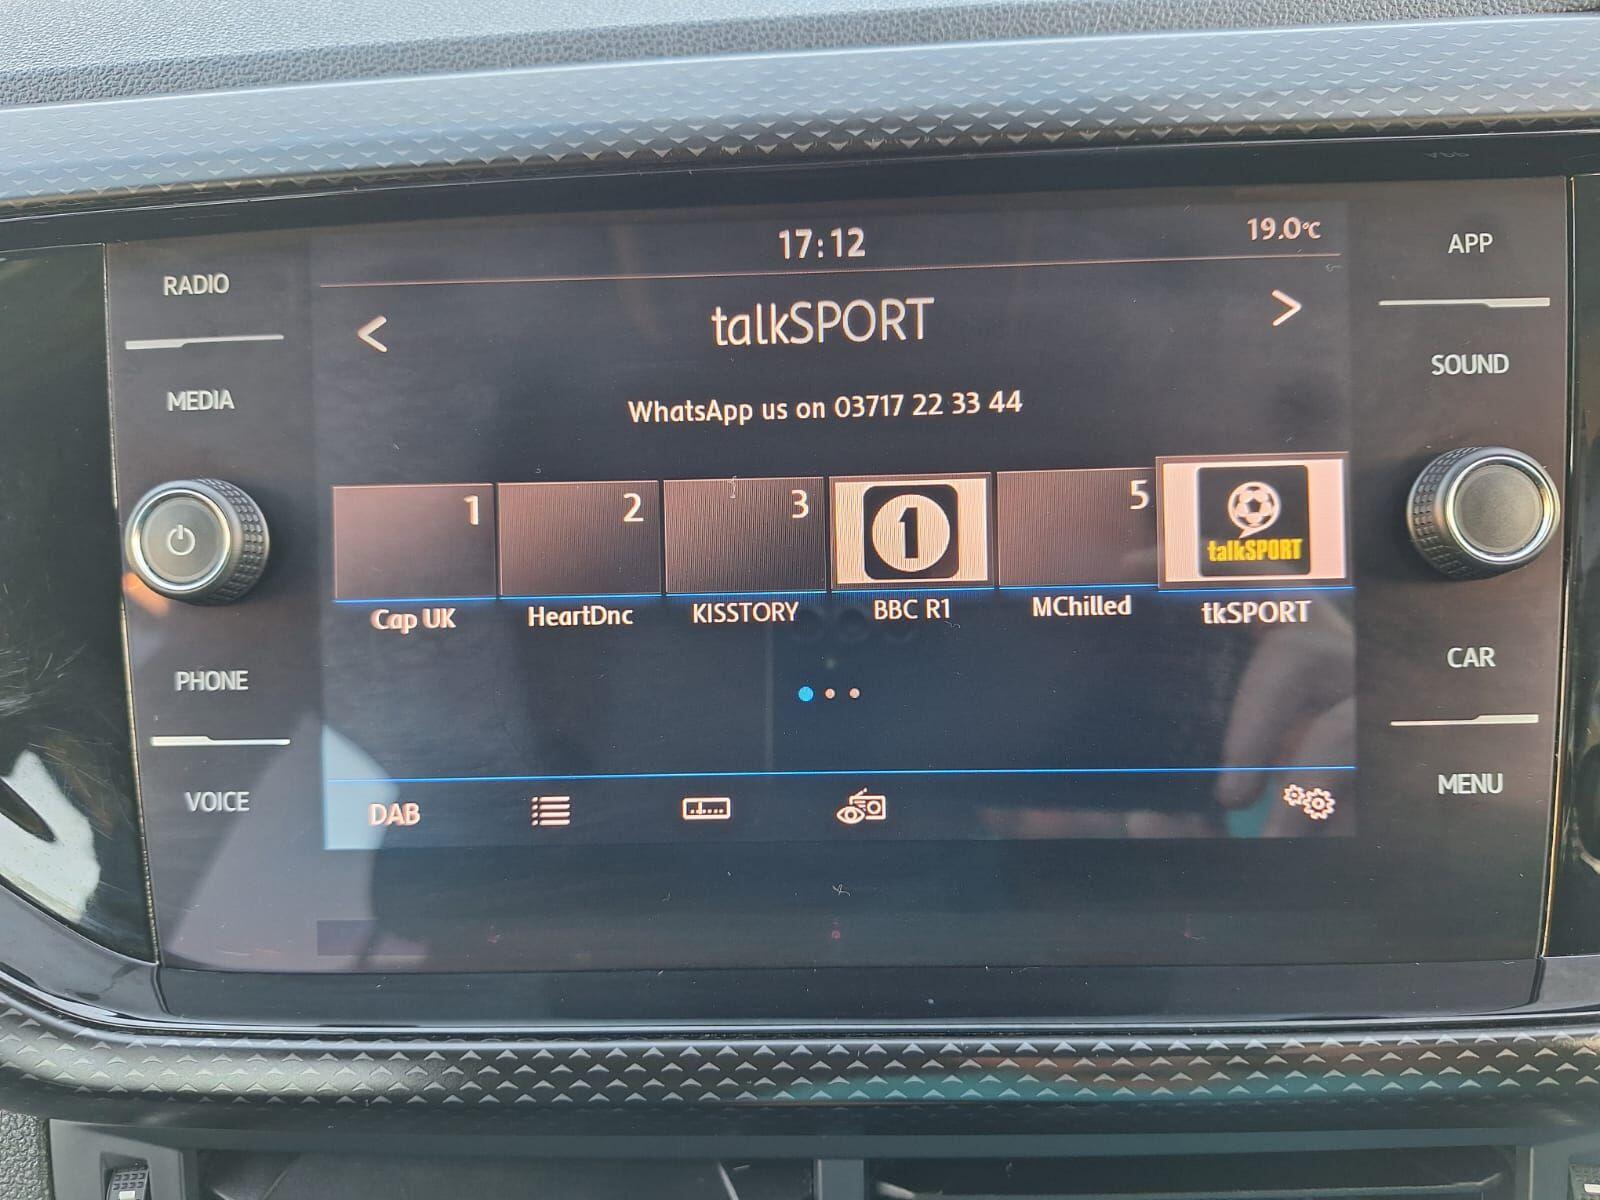 17:12
19.0°C
RADIO
MEDIA
PHONE
VOICE
talkSPORT
WhatsApp us on 03717 22 33 44
1
2
3
1
5
talkSPORT
Cap UK
HeartDnc
KISSTORY
BBC R1
MChilled
tkSPORT
DAB
APP
SOUND
CAR
MENU